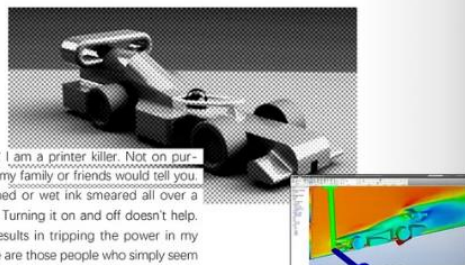 I am a printer killer. Not on pur-
my family or friends would tell you.
ned or wet ink smeared all over a
Turning it on and off doesn't help.
esults in tripping the power in my
e are those people who simply seem